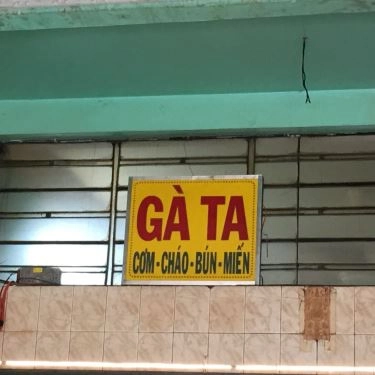 GÀ TA
CƠM - CHÁO - BÚN - MIẾN